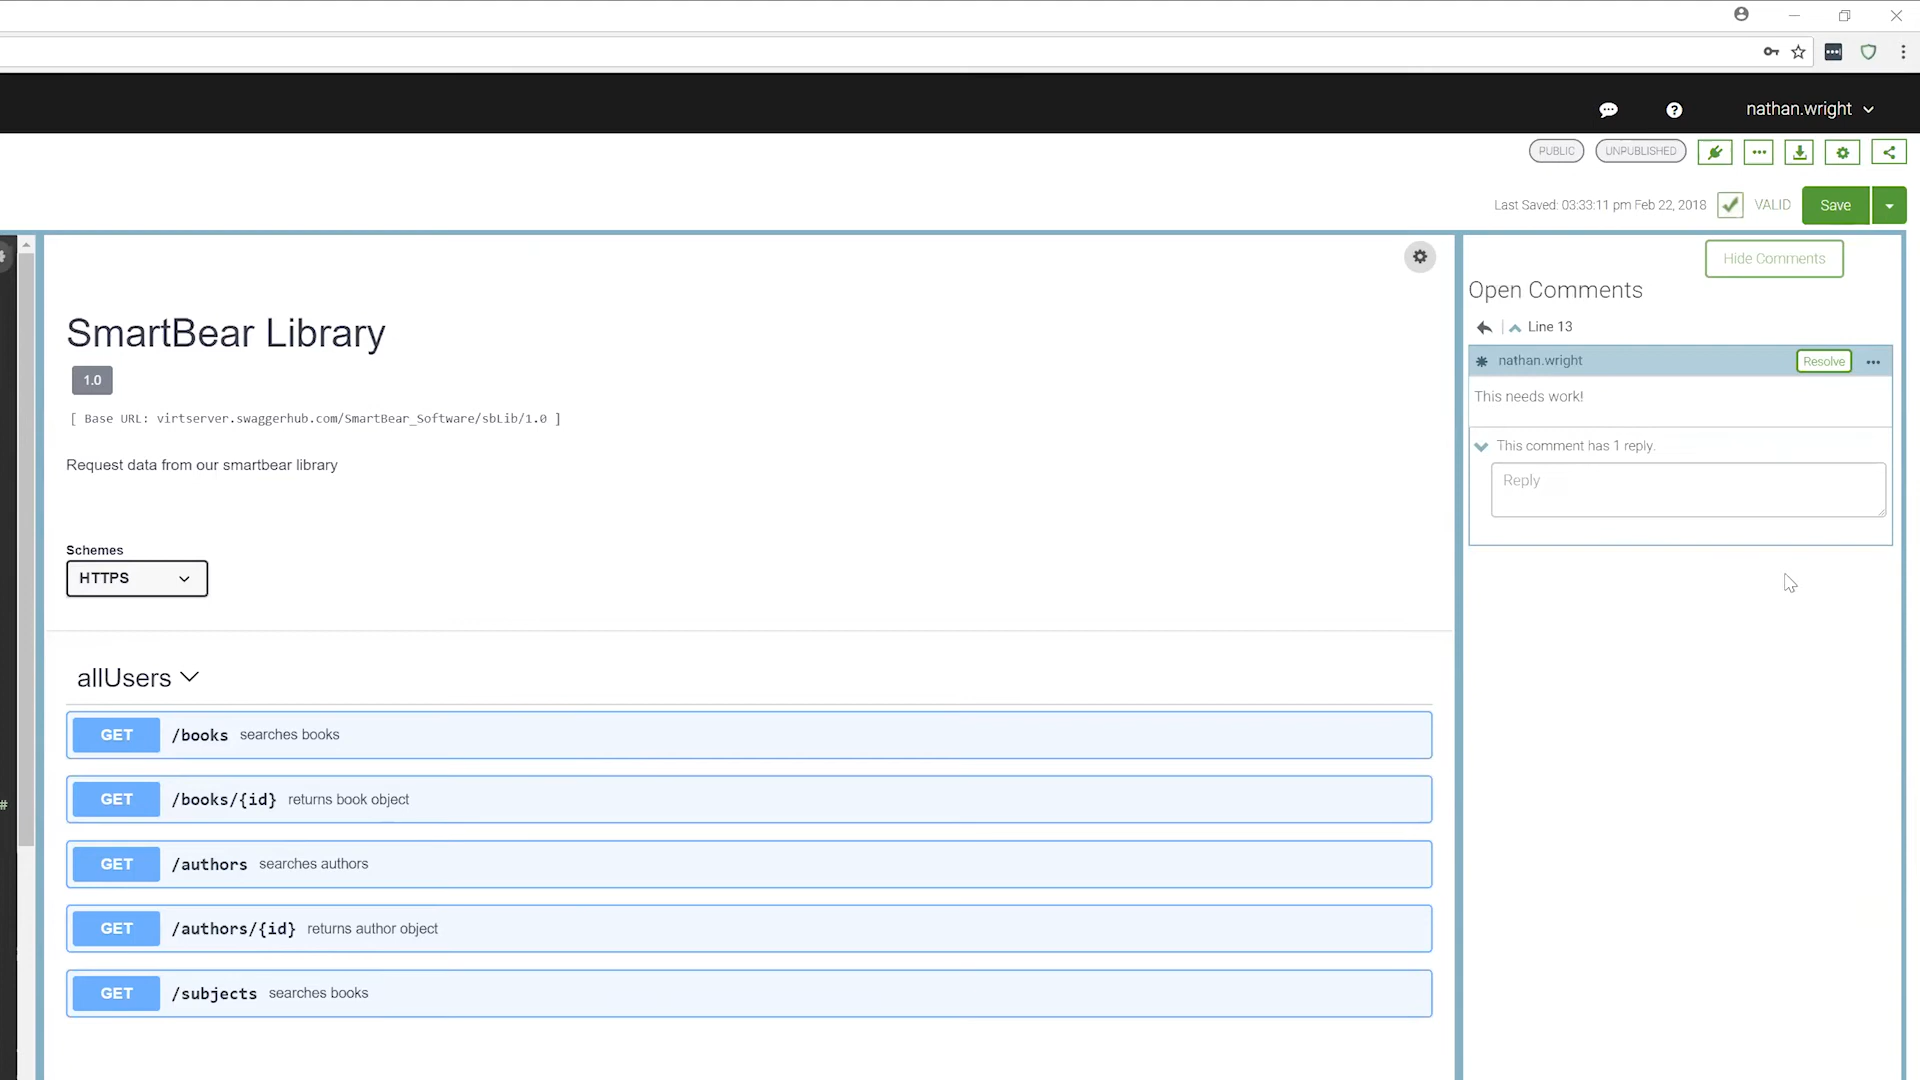 nathan.wright
PUBLIC
UNPUBLISHED
Last Saved: 03:33:11 pm Feb 22, 2018
VALID
Save
Hide Comments
SmartBear Library
1.0
[ Base URL: virtserver.swaggerhub.com/SmartBear_Software/sbLib/1.0 ]
Request data from our smartbear library
Schemes
HTTPS
allUsers
GET /books searches books
GET /books/{id} returns book object
#
GET /authors searches authors
GET /authors/{id} returns author object
GET /subjects searches books
Open Comments
Line 13
nathan.wright
Resolve
This needs work!
This comment has 1 reply.
Reply